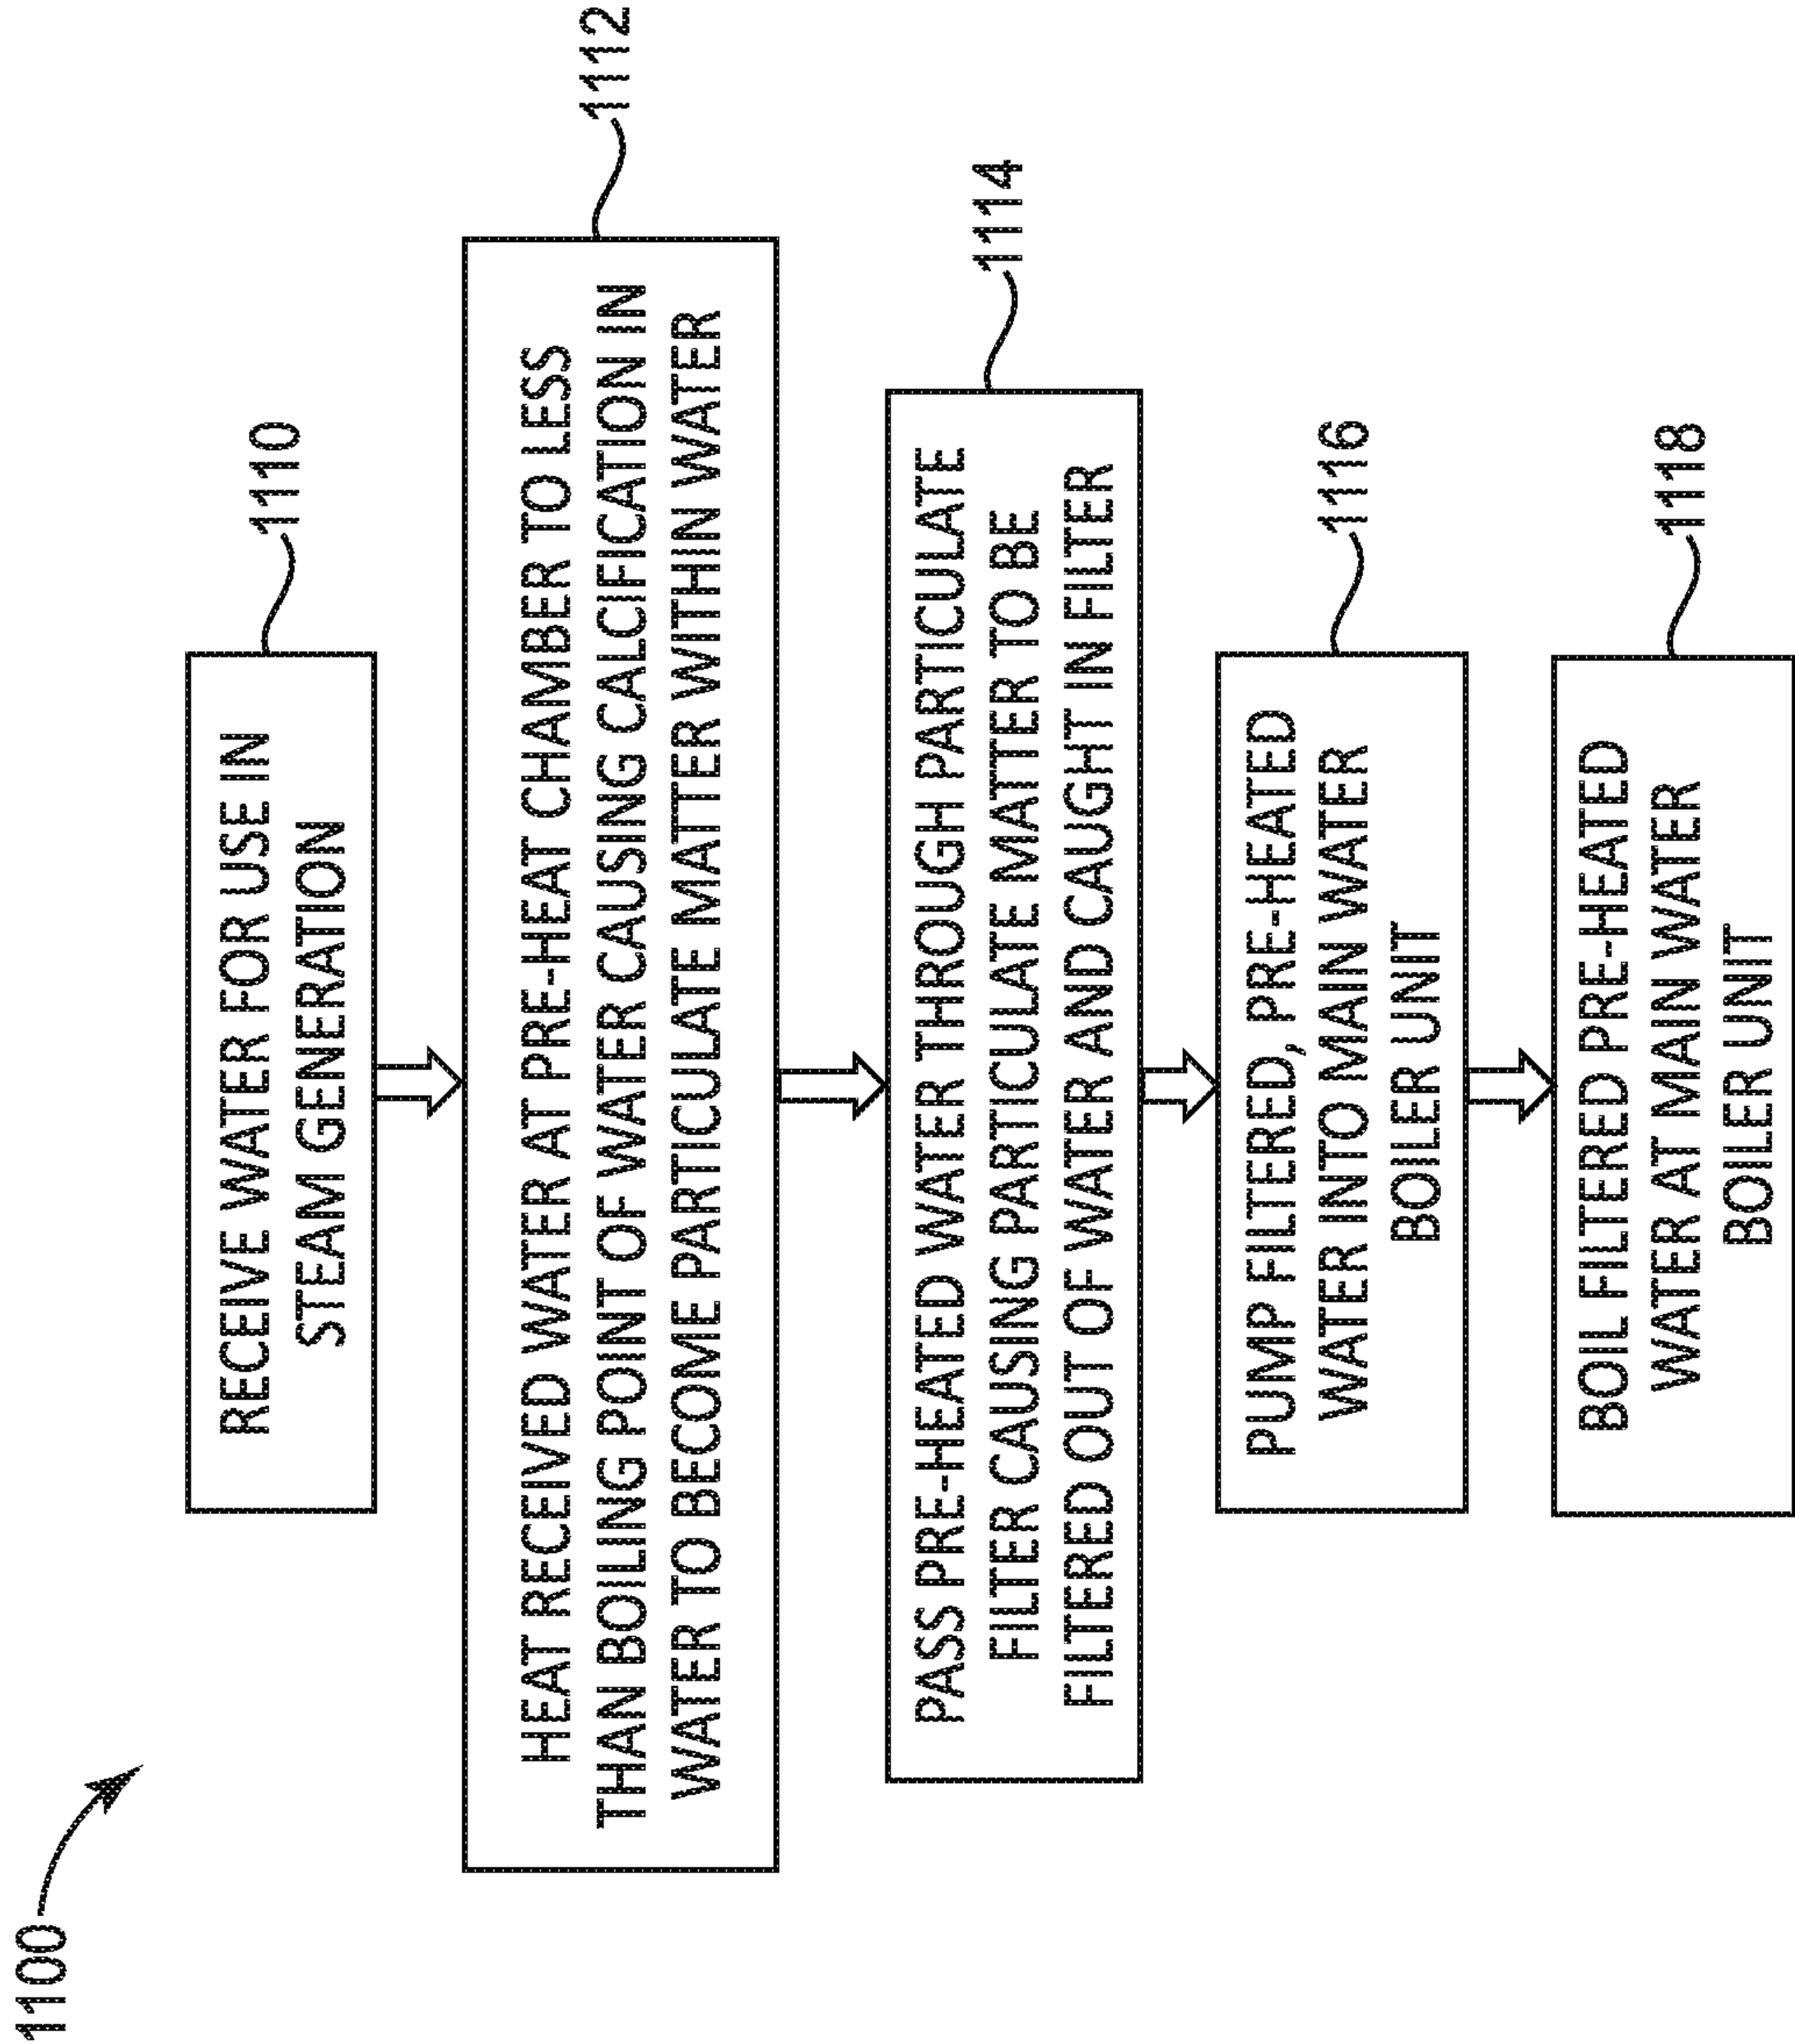 1100
RECEIVE WATER FOR USE IN
STEAM GENERATION
1110
HEAT RECEIVED WATER AT PRE-HEAT CHAMBER TO LESS
THAN BOILING POINT OF WATER CAUSING CALCIFICATION IN
WATER TO BECOME PARTICULATE MATTER WITHIN WATER
1112
PASS PRE-HEATED WATER THROUGH PARTICULATE
FILTER CAUSING PARTICULATE MATTER TO BE
FILTERED OUT OF WATER AND CAUGHT IN FILTER
1114
PUMP FILTERED, PRE-HEATED
WATER INTO MAIN WATER
BOILER UNIT
1116
BOIL FILTERED PRE-HEATED
WATER AT MAIN WATER
BOILER UNIT
1118